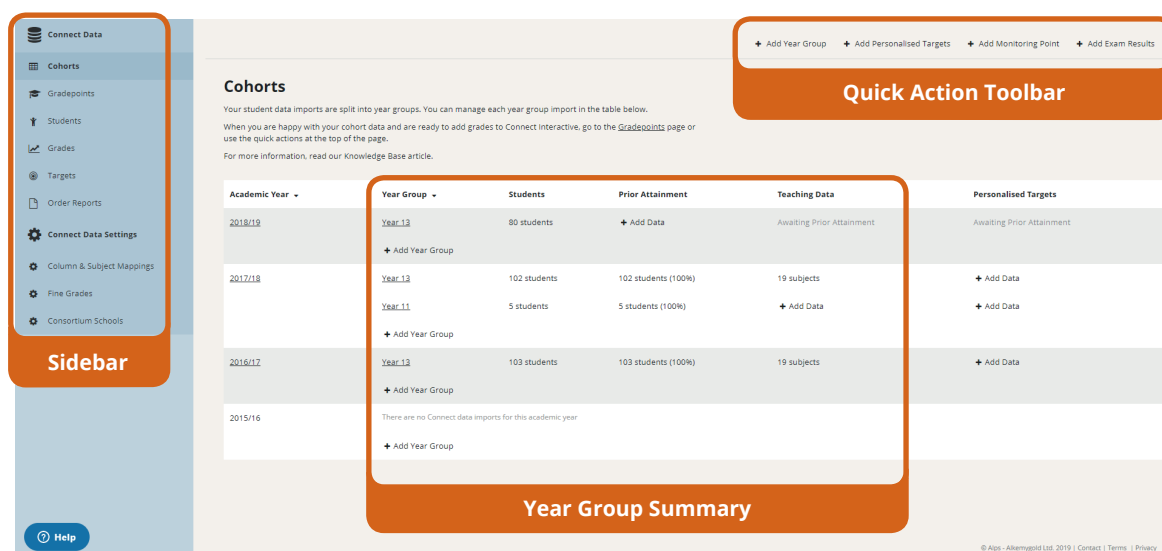 Connect Data
Cohorts
Gradepoints
Students
Grades
Targets
Order Reports
Connect Data Settings
Column & Subject Mappings
Fine Grades
Consortium Schools
Sidebar
Help
+ Add Year Group + Add Personalised Targets + Add Monitoring Point + Add Exam Results
Quick Action Toolbar
Cohorts
Your student data imports are split into year groups. You can manage each year group import in the table below.
When you are happy with your cohort data and are ready to add grades to Connect Interactive, go to the Gradepoints page or
use the quick actions at the top of the page.
For more information, read our Knowledge Base article.
Academic Year Year Group Students Prior Attainment Teaching Data Personalised Targets
2018/19 Year 13 80 students + Add Data Awaiting Prior Attainment Awaiting Prior Attainment
+ Add Year Group
2017/18 Year 13 102 students 102 students (100%) 19 subjects + Add Data
Year 11 5 students 5 students (100%) + Add Data + Add Data
+ Add Year Group
2016/17 Year 13 103 students 103 students (100%) 19 subjects + Add Data
+ Add Year Group
2015/16 There are no Connect data imports for this academic year
+ Add Year Group
Year Group Summary
© Alps - Alkemygold Ltd. 2019 | Contact | Terms | Privacy